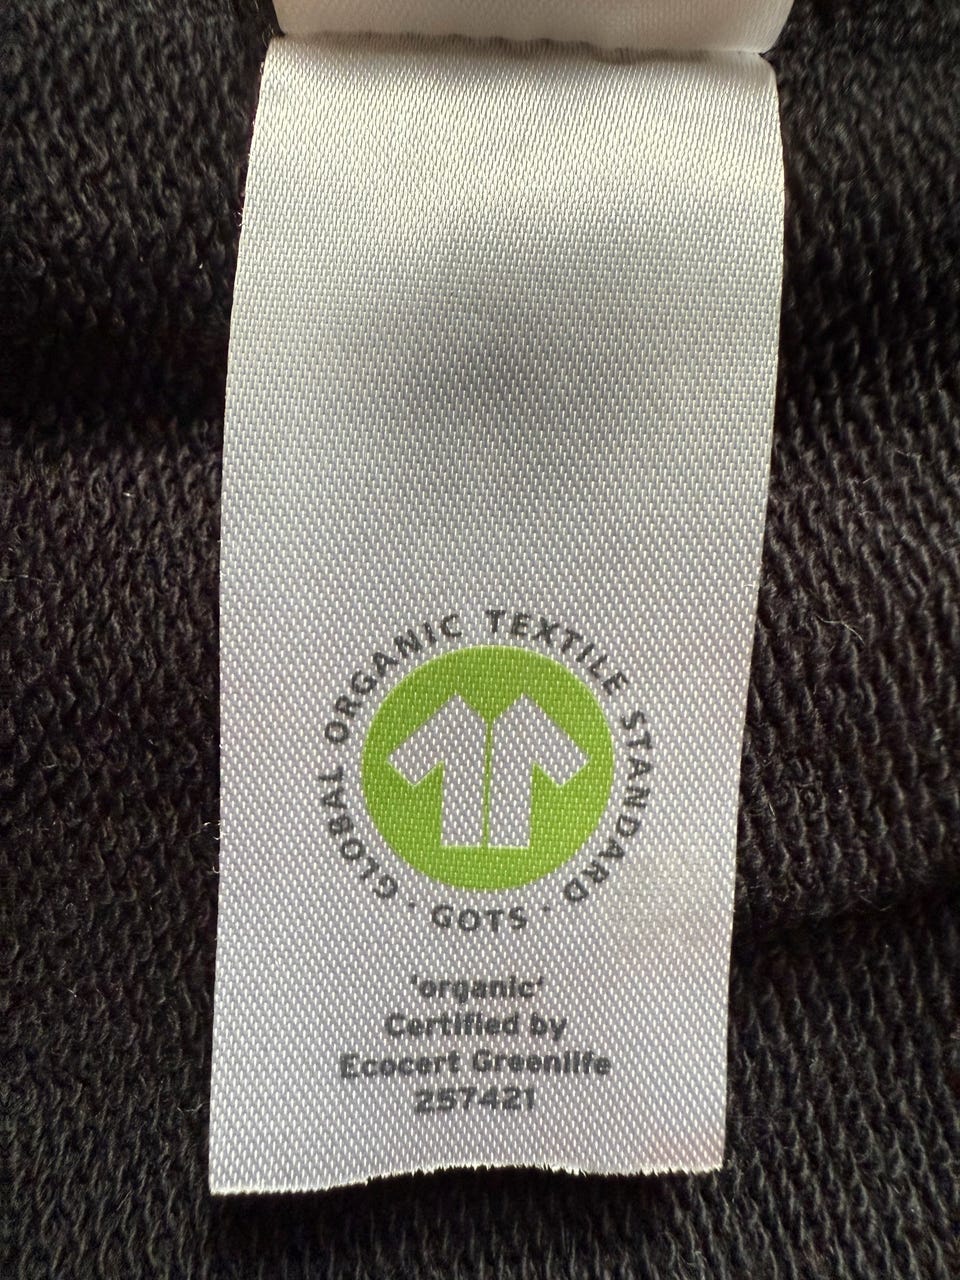 GLOBAL ORGANIC TEXTILE STANDARD · GOTS ·
'organic'
Certified by
Ecocert Greenlife
257421